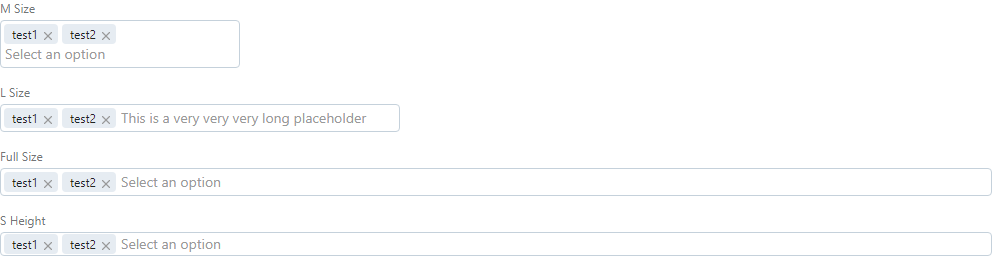 M Size
test1 × test2 ×
Select an option
L Size
test1 × test2 × This is a very very very long placeholder
Full Size
test1 × test2 × Select an option
S Height
test1 × test2 × Select an option